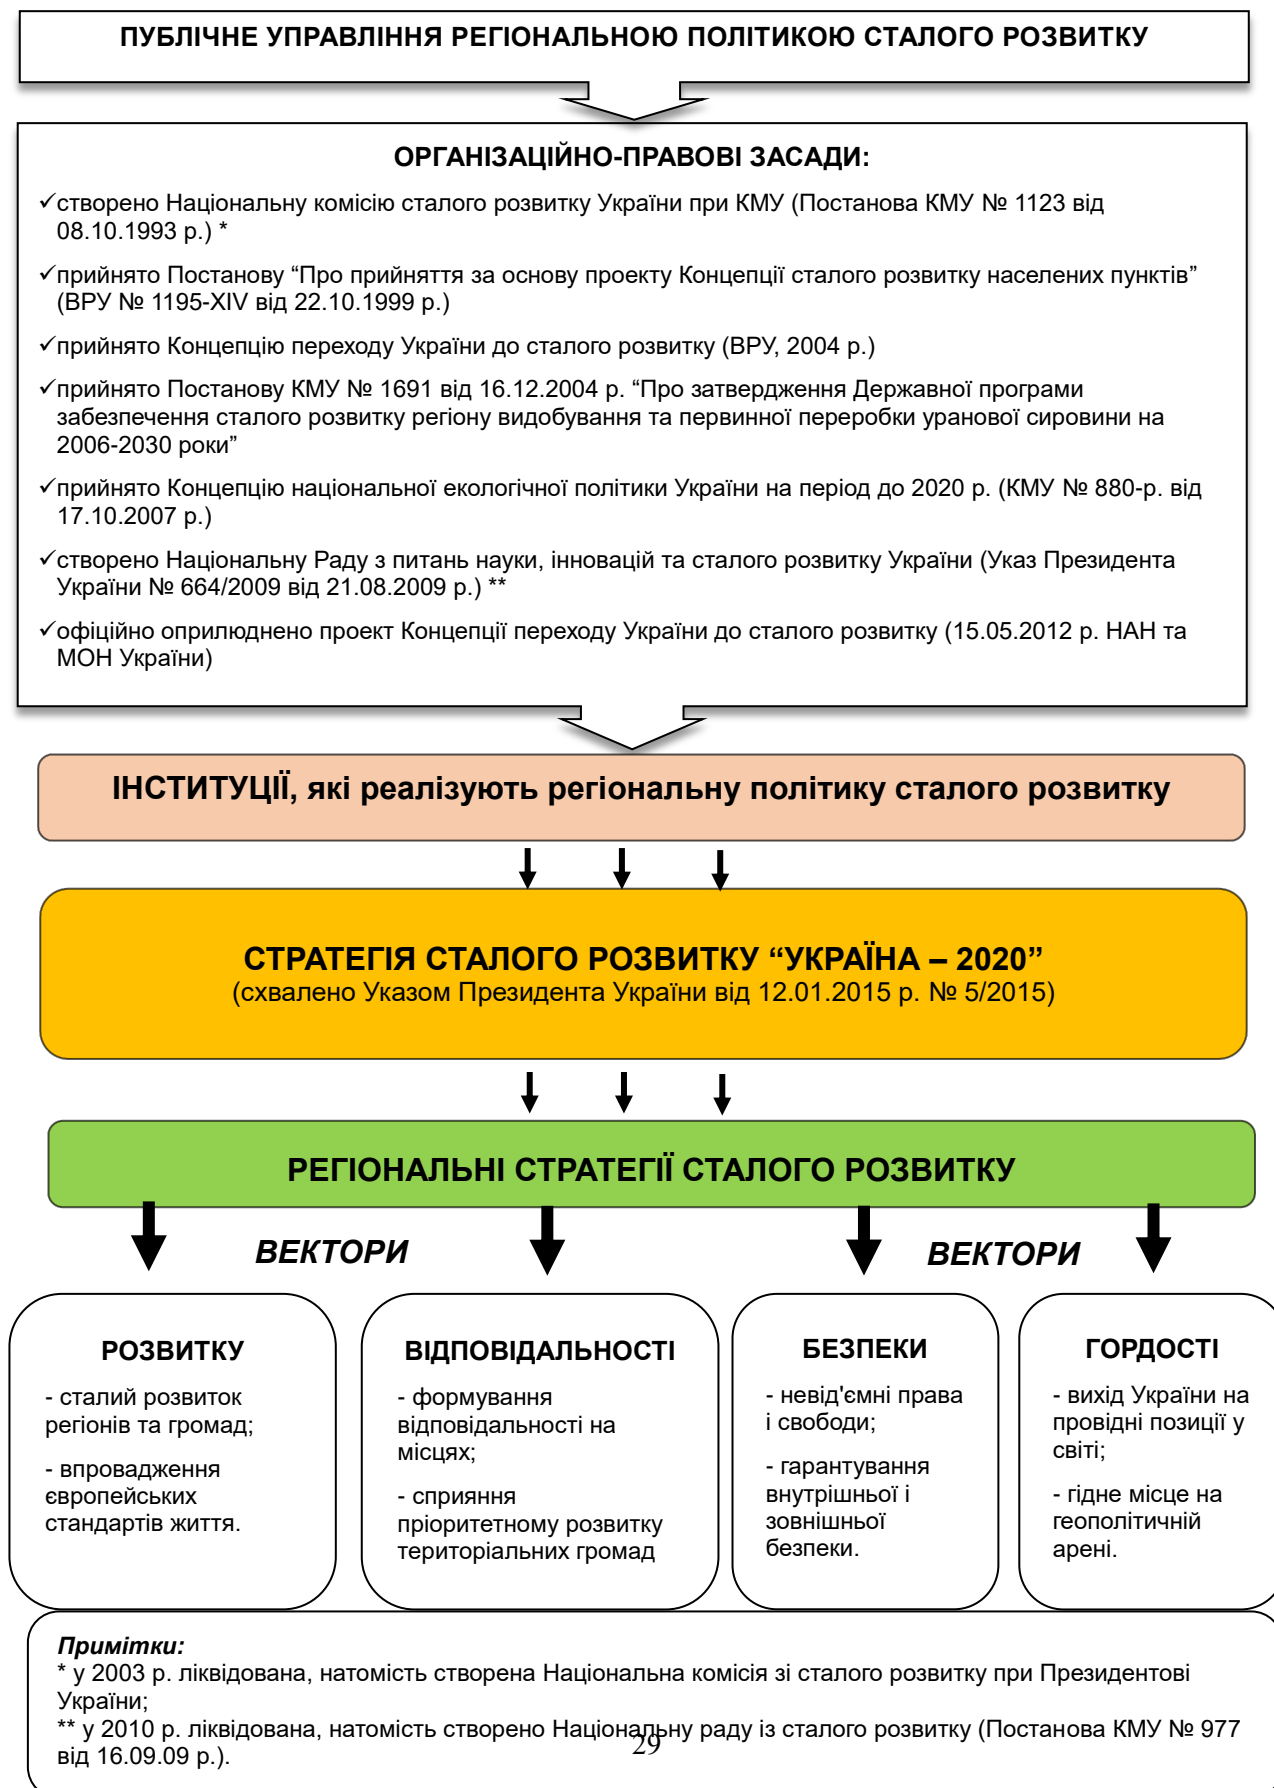 ПУБЛІЧНЕ УПРАВЛІННЯ РЕГІОНАЛЬНОЮ ПОЛІТИКОЮ СТАЛОГО РОЗВИТКУ
ОРГАНІЗАЦІЙНО-ПРАВОВІ ЗАСАДИ:
✓створено Національну комісію сталого розвитку України при КМУ (Постанова КМУ № 1123 від
08.10.1993 р.) *
✓прийнято Постанову “Про прийняття за основу проекту Концепції сталого розвитку населених пунктів”
(ВРУ № 1195-XIV від 22.10.1999 р.)
✓прийнято Концепцію переходу України до сталого розвитку (ВРУ, 2004 р.)
✓прийнято Постанову КМУ № 1691 від 16.12.2004 р. “Про затвердження Державної програми
забезпечення сталого розвитку регіону видобування та первинної переробки уранової сировини на
2006-2030 роки”
✓прийнято Концепцію національної екологічної політики України на період до 2020 р. (КМУ № 880-р. від
17.10.2007 р.)
✓створено Національну Раду з питань науки, інновацій та сталого розвитку України (Указ Президента
України № 664/2009 від 21.08.2009 р.) **
✓офіційно оприлюднено проект Концепції переходу України до сталого розвитку (15.05.2012 р. НАН та
МОН України)
ІНСТИТУЦІЇ, які реалізують регіональну політику сталого розвитку
СТРАТЕГІЯ СТАЛОГО РОЗВИТКУ “УКРАЇНА – 2020”
(схвалено Указом Президента України від 12.01.2015 р. № 5/2015)
РЕГІОНАЛЬНІ СТРАТЕГІЇ СТАЛОГО РОЗВИТКУ
ВЕКТОРИ
ВЕКТОРИ
РОЗВИТКУ
- сталий розвиток
регіонів та громад;
- впровадження
європейських
стандартів життя.
ВІДПОВІДАЛЬНОСТІ
- формування
відповідальності на
місцях;
- сприяння
пріоритетному розвитку
територіальних громад
БЕЗПЕКИ
- невід'ємні права
і свободи;
- гарантування
внутрішньої і
зовнішньої
безпеки.
ГОРДОСТІ
- вихід України на
провідні позиції у
світі;
- гідне місце на
геополітичній
арені.
Примітки:
* у 2003 р. ліквідована, натомість створена Національна комісія зі сталого розвитку при Президентові
України;
** у 2010 р. ліквідована, натомість створено Національну раду із сталого розвитку (Постанова КМУ № 977
від 16.09.09 р.).
29